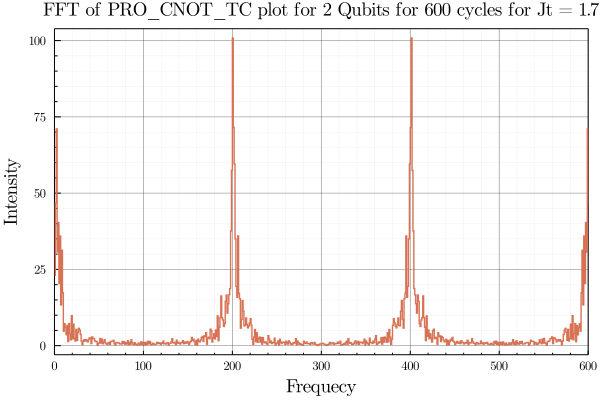 FFT of PRO_CNOT_TC plot for 2 Qubits for 600 cycles for Jt = 1.7
100
75
50
25
0
Intensity
0 100 200 300 400 500 600
Frequecy